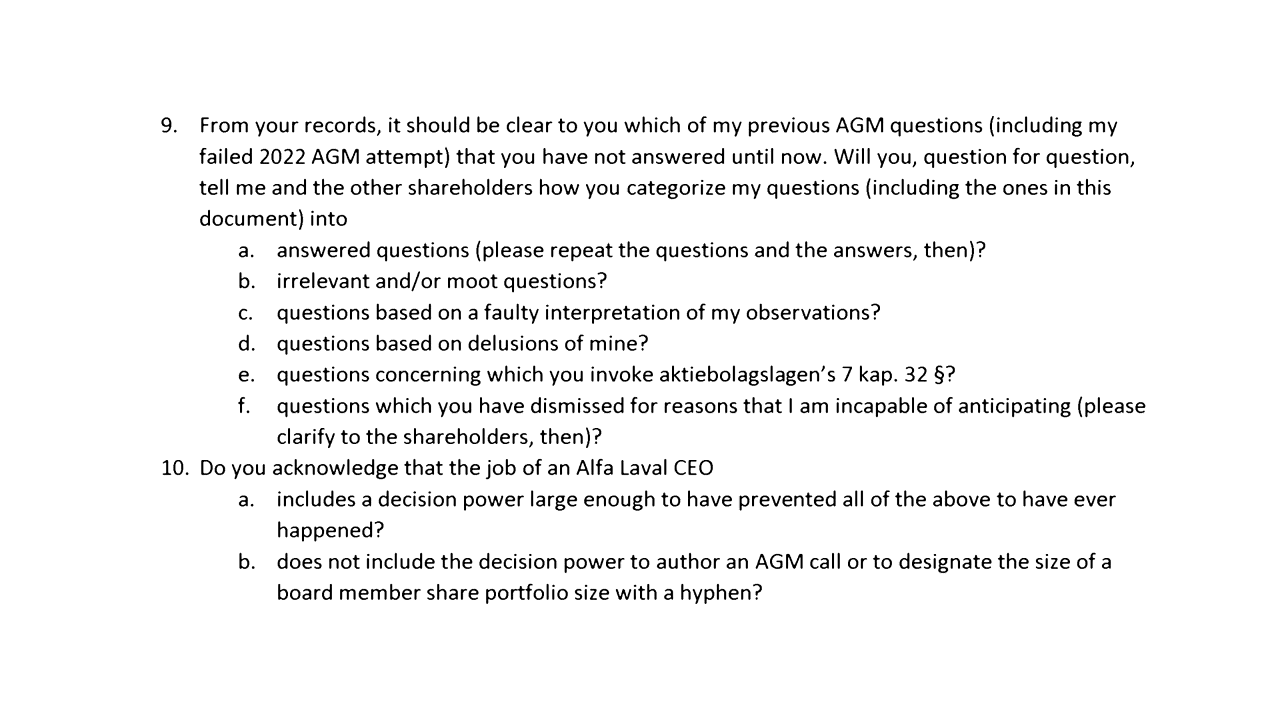 9. From your records, it should be clear to you which of my previous AGM questions (including my
failed 2022 AGM attempt) that you have not answered until now. Will you, question for question,
tell me and the other shareholders how you categorize my questions (including the ones in this
document) into
a. answered questions (please repeat the questions and the answers, then)?
b. irrelevant and/or moot questions?
c. questions based on a faulty interpretation of my observations?
d. questions based on delusions of mine?
e. questions concerning which you invoke aktiebolagslagen’s 7 kap. 32 §?
f. questions which you have dismissed for reasons that I am incapable of anticipating (please
clarify to the shareholders, then)?
10. Do you acknowledge that the job of an Alfa Laval CEO
a. includes a decision power large enough to have prevented all of the above to have ever
happened?
b. does not include the decision power to author an AGM call or to designate the size of a
board member share portfolio size with a hyphen?